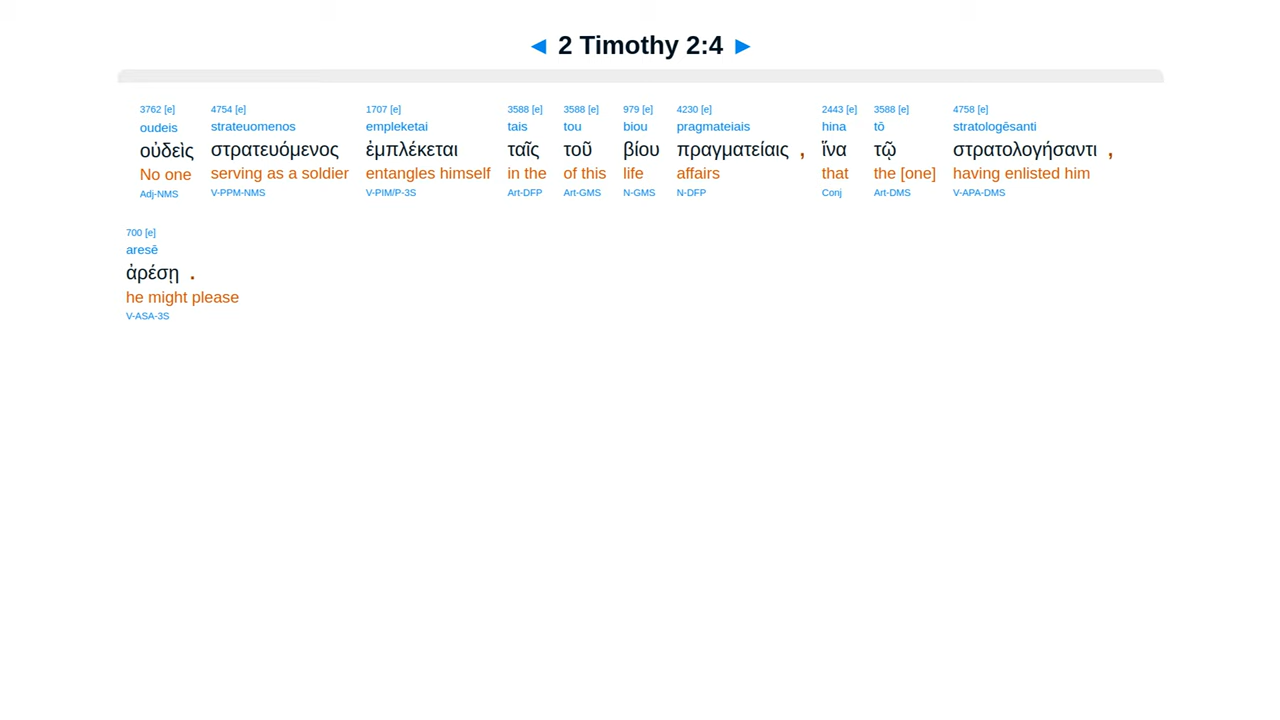 ◄ 2 Timothy 2:4 ►
3762 [e] 4754 [e] 1707 [e] 3588 [e] 3588 [e] 979 [e] 4230 [e] 2443 [e] 3588 [e] 4758 [e]
oudeis strateuomenos empleketai tais tou biou pragmateiais hina tō stratologēsanti
οὐδεὶς στρατευόμενος ἐμπλέκεται ταῖς τοῦ βίου πραγματείαις , ἵνα τῷ στρατολογήσαντι ,
No one serving as a soldier entangles himself in the of this life affairs that the [one] having enlisted him
Adj-NMS V-PPM-NMS V-PIM/P-3S Art-DFP Art-GMS N-GMS N-DFP Conj Art-DMS V-APA-DMS
700 [e]
aresē
ἀρέσῃ .
he might please
V-ASA-3S